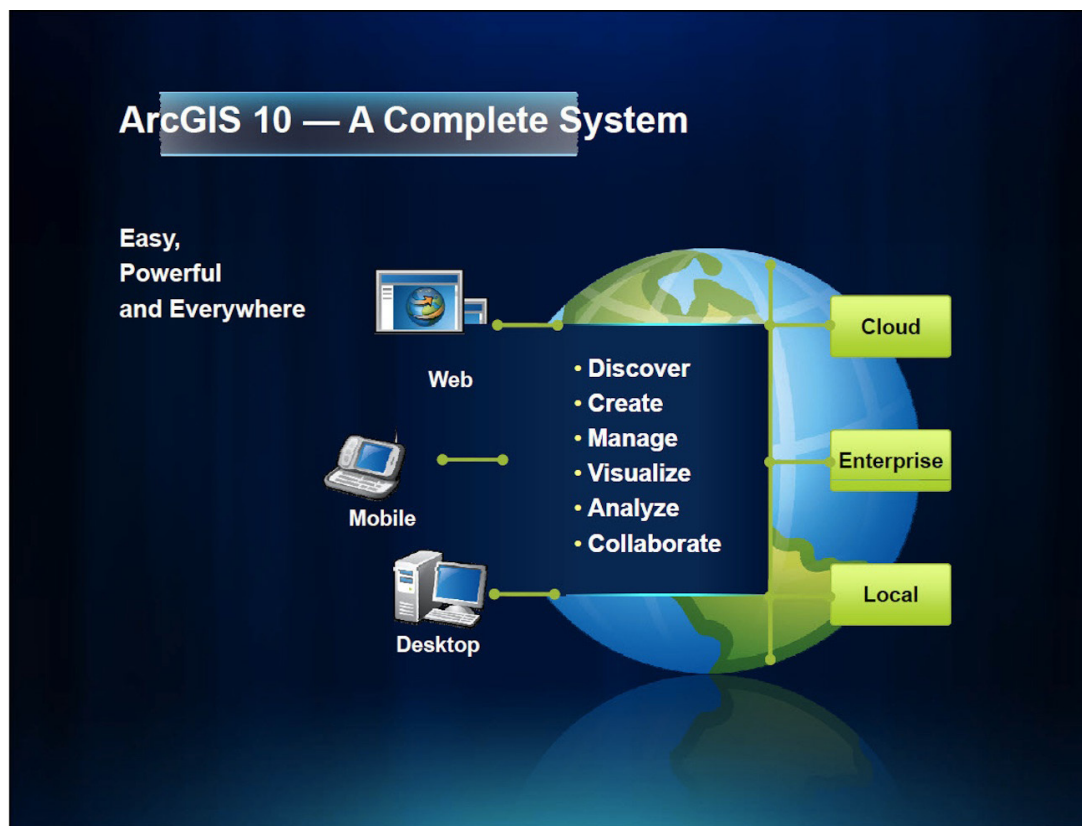 ArcGIS 10 — A Complete System
Easy,
Powerful
and Everywhere
Web
Mobile
Desktop
• Discover
• Create
• Manage
• Visualize
• Analyze
• Collaborate
Cloud
Enterprise
Local